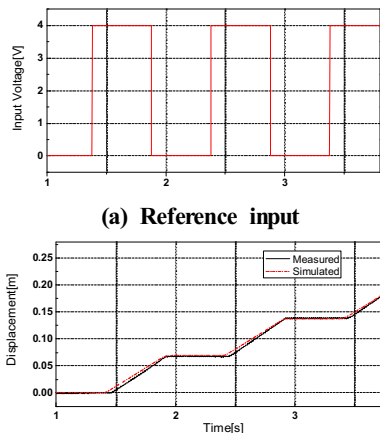 Input Voltage[V]
4
3
2
1
0
1 2 3
(a) Reference input
Displacement[m]
0.25
0.20
0.15
0.10
0.05
0.00
Measured
Simulated
1 2 3
Time[s]